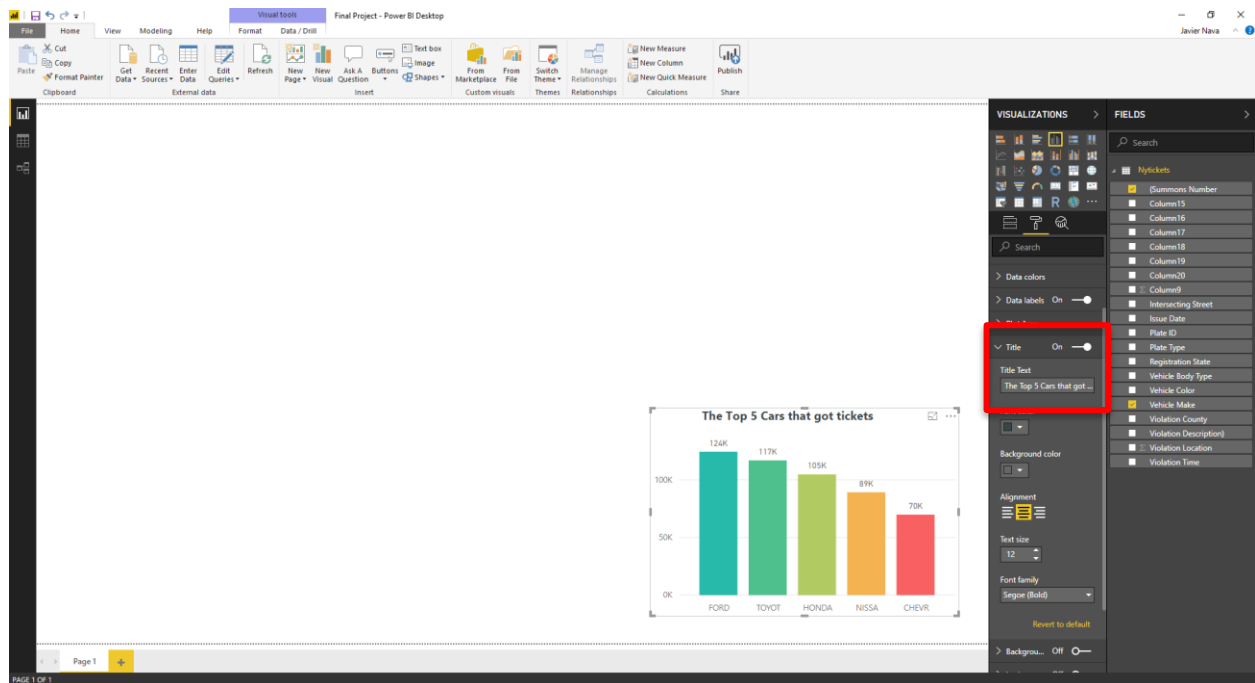 Visual tools
Final Project - Power BI Desktop
File
Home
View
Modeling
Help
Format
Data / Drill
Javier Nava
Paste
Cut
Copy
Format Painter
Clipboard
Get Data
Recent Sources
Enter Data
Edit Queries
Refresh
External data
New Page
New Visual
Ask A Question
Buttons
Text box
Image
Shapes
Insert
From Marketplace
From File
Custom visuals
Switch Theme
Themes
Manage Relationships
Relationships
New Measure
New Column
New Quick Measure
Calculations
Publish
Share
VISUALIZATIONS
R
Search
Data colors
Data labels On
Title On
Title Text
The Top 5 Cars that got ...
Background color
Alignment
Text size
12
Font family
Segoe (Bold)
Revert to default
Backgrou... Off
FIELDS
Search
Nytickets
(Summons Number
Column15
Column16
Column17
Column18
Column19
Column20
Σ Column9
Intersecting Street
Issue Date
Plate ID
Plate Type
Registration State
Vehicle Body Type
Vehicle Color
Vehicle Make
Violation County
Violation Description)
Σ Violation Location
Violation Time
The Top 5 Cars that got tickets
124K
117K
105K
89K
70K
100K
50K
0K
FORD TOYOT HONDA NISSA CHEVR
Page 1
PAGE 1 OF 1